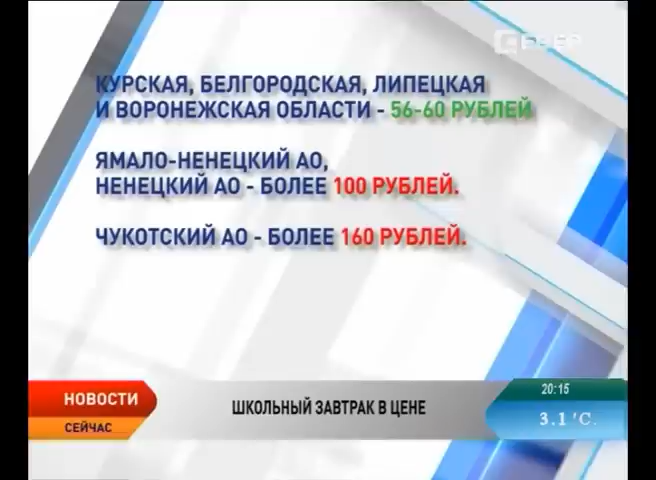 СЕВЕР
КУРСКАЯ, БЕЛГОРОДСКАЯ, ЛИПЕЦКАЯ
И ВОРОНЕЖСКАЯ ОБЛАСТИ - 56-60 РУБЛЕЙ
ЯМАЛО-НЕНЕЦКИЙ АО,
НЕНЕЦКИЙ АО - БОЛЕЕ 100 РУБЛЕЙ.
ЧУКОТСКИЙ АО - БОЛЕЕ 160 РУБЛЕЙ.
НОВОСТИ
СЕЙЧАС
ШКОЛЬНЫЙ ЗАВТРАК В ЦЕНЕ
20:15
3.1 °C.